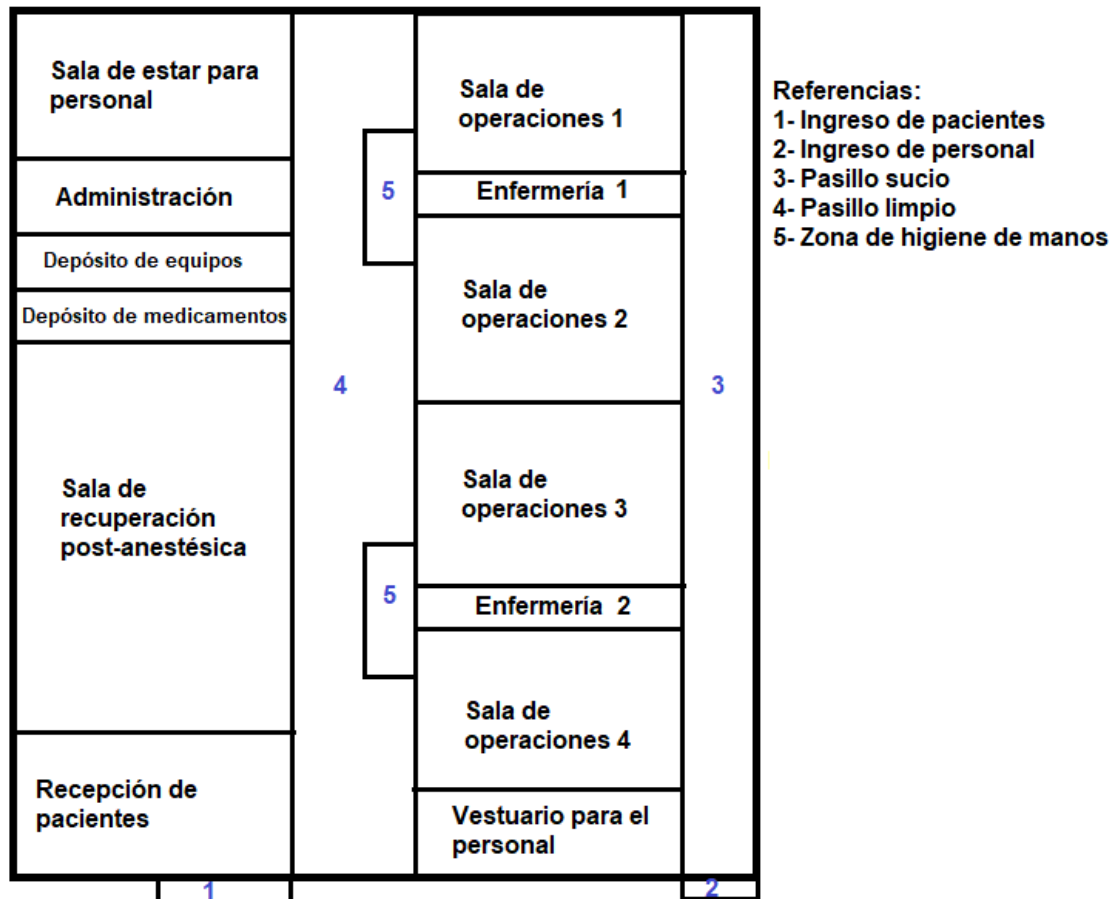 Sala de estar para
personal
Administración
Depósito de equipos
Depósito de medicamentos
Sala de
recuperación
post-anestésica
Recepción de
pacientes
1
4
5
5
Sala de
operaciones 1
Enfermería 1
Sala de
operaciones 2
Sala de
operaciones 3
Enfermería 2
Sala de
operaciones 4
Vestuario para el
personal
3
2
Referencias:
1- Ingreso de pacientes
2- Ingreso de personal
3- Pasillo sucio
4- Pasillo limpio
5- Zona de higiene de manos